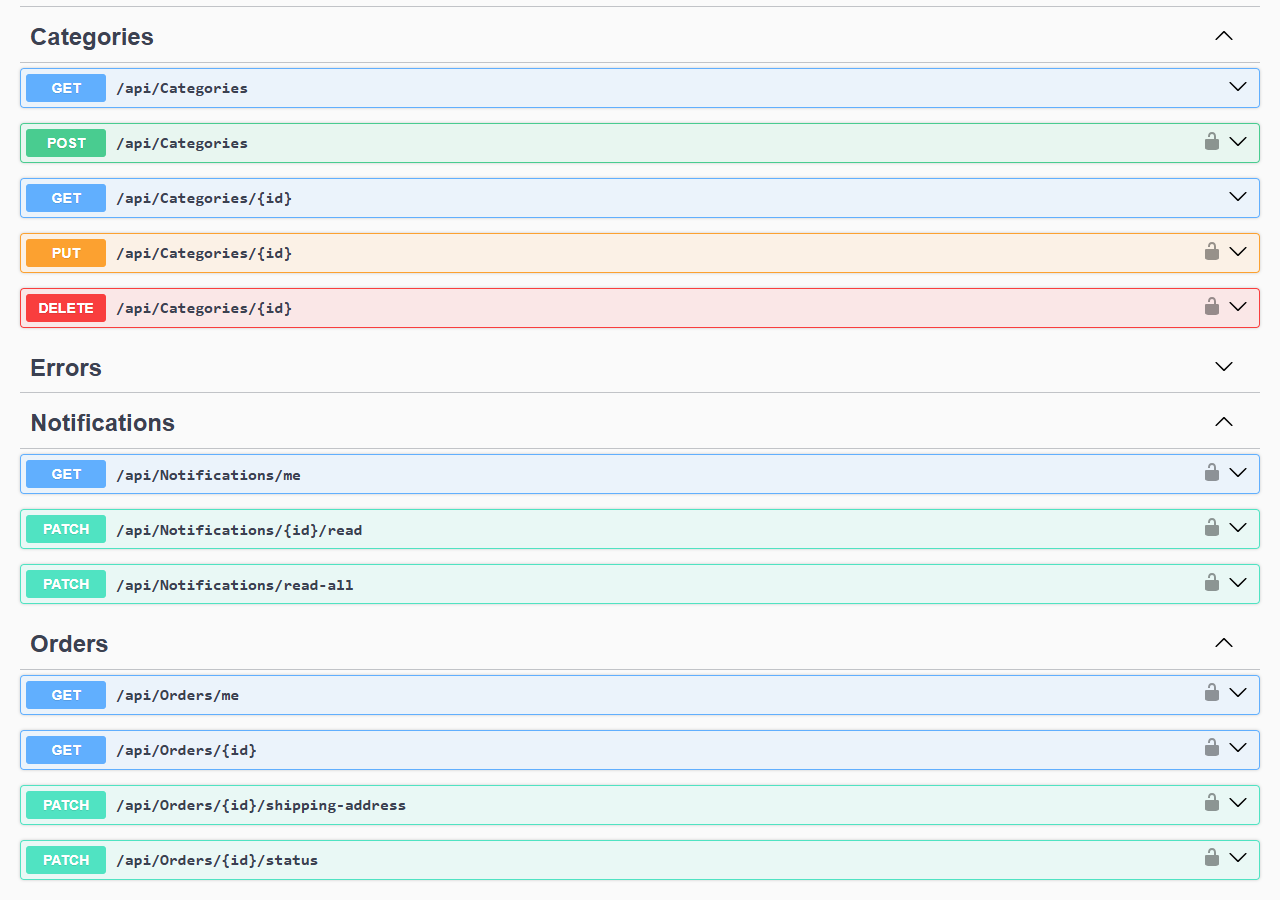 Categories
GET /api/Categories
POST /api/Categories
GET /api/Categories/{id}
PUT /api/Categories/{id}
DELETE /api/Categories/{id}
Errors
Notifications
GET /api/Notifications/me
PATCH /api/Notifications/{id}/read
PATCH /api/Notifications/read-all
Orders
GET /api/Orders/me
GET /api/Orders/{id}
PATCH /api/Orders/{id}/shipping-address
PATCH /api/Orders/{id}/status